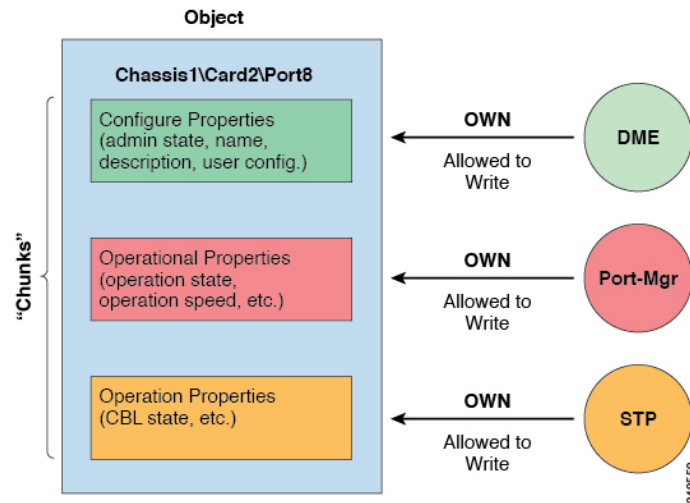 Object
Chassis1\Card2\Port8
Configure Properties
(admin state, name,
description, user config.)
OWN
Allowed to
Write
DME
"Chunks"
Operational Properties
(operation state,
operation speed, etc.)
OWN
Allowed to
Write
Port-Mgr
Operation Properties
(CBL state, etc.)
OWN
Allowed to
Write
STP